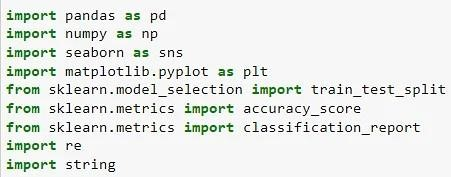 import pandas as pd
import numpy as np
import seaborn as sns
import matplotlib.pyplot as plt
from sklearn.model_selection import train_test_split
from sklearn.metrics import accuracy_score
from sklearn.metrics import classification_report
import re
import string